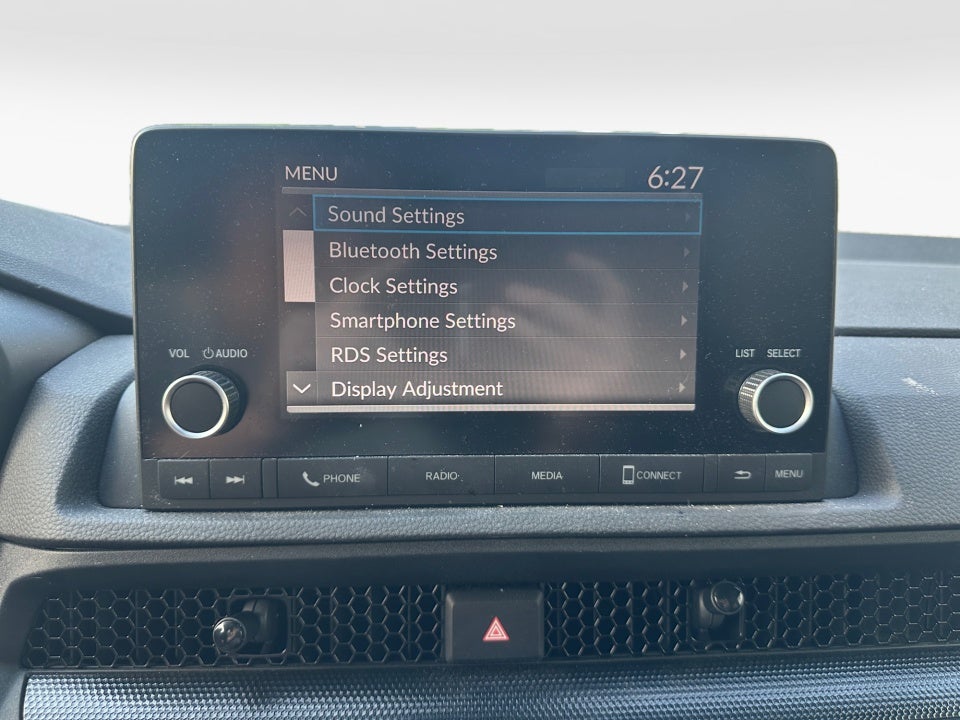 MENU 6:27
Sound Settings
Bluetooth Settings
Clock Settings
Smartphone Settings
RDS Settings
Display Adjustment
VOL AUDIO
LIST SELECT
PHONE RADIO MEDIA CONNECT MENU